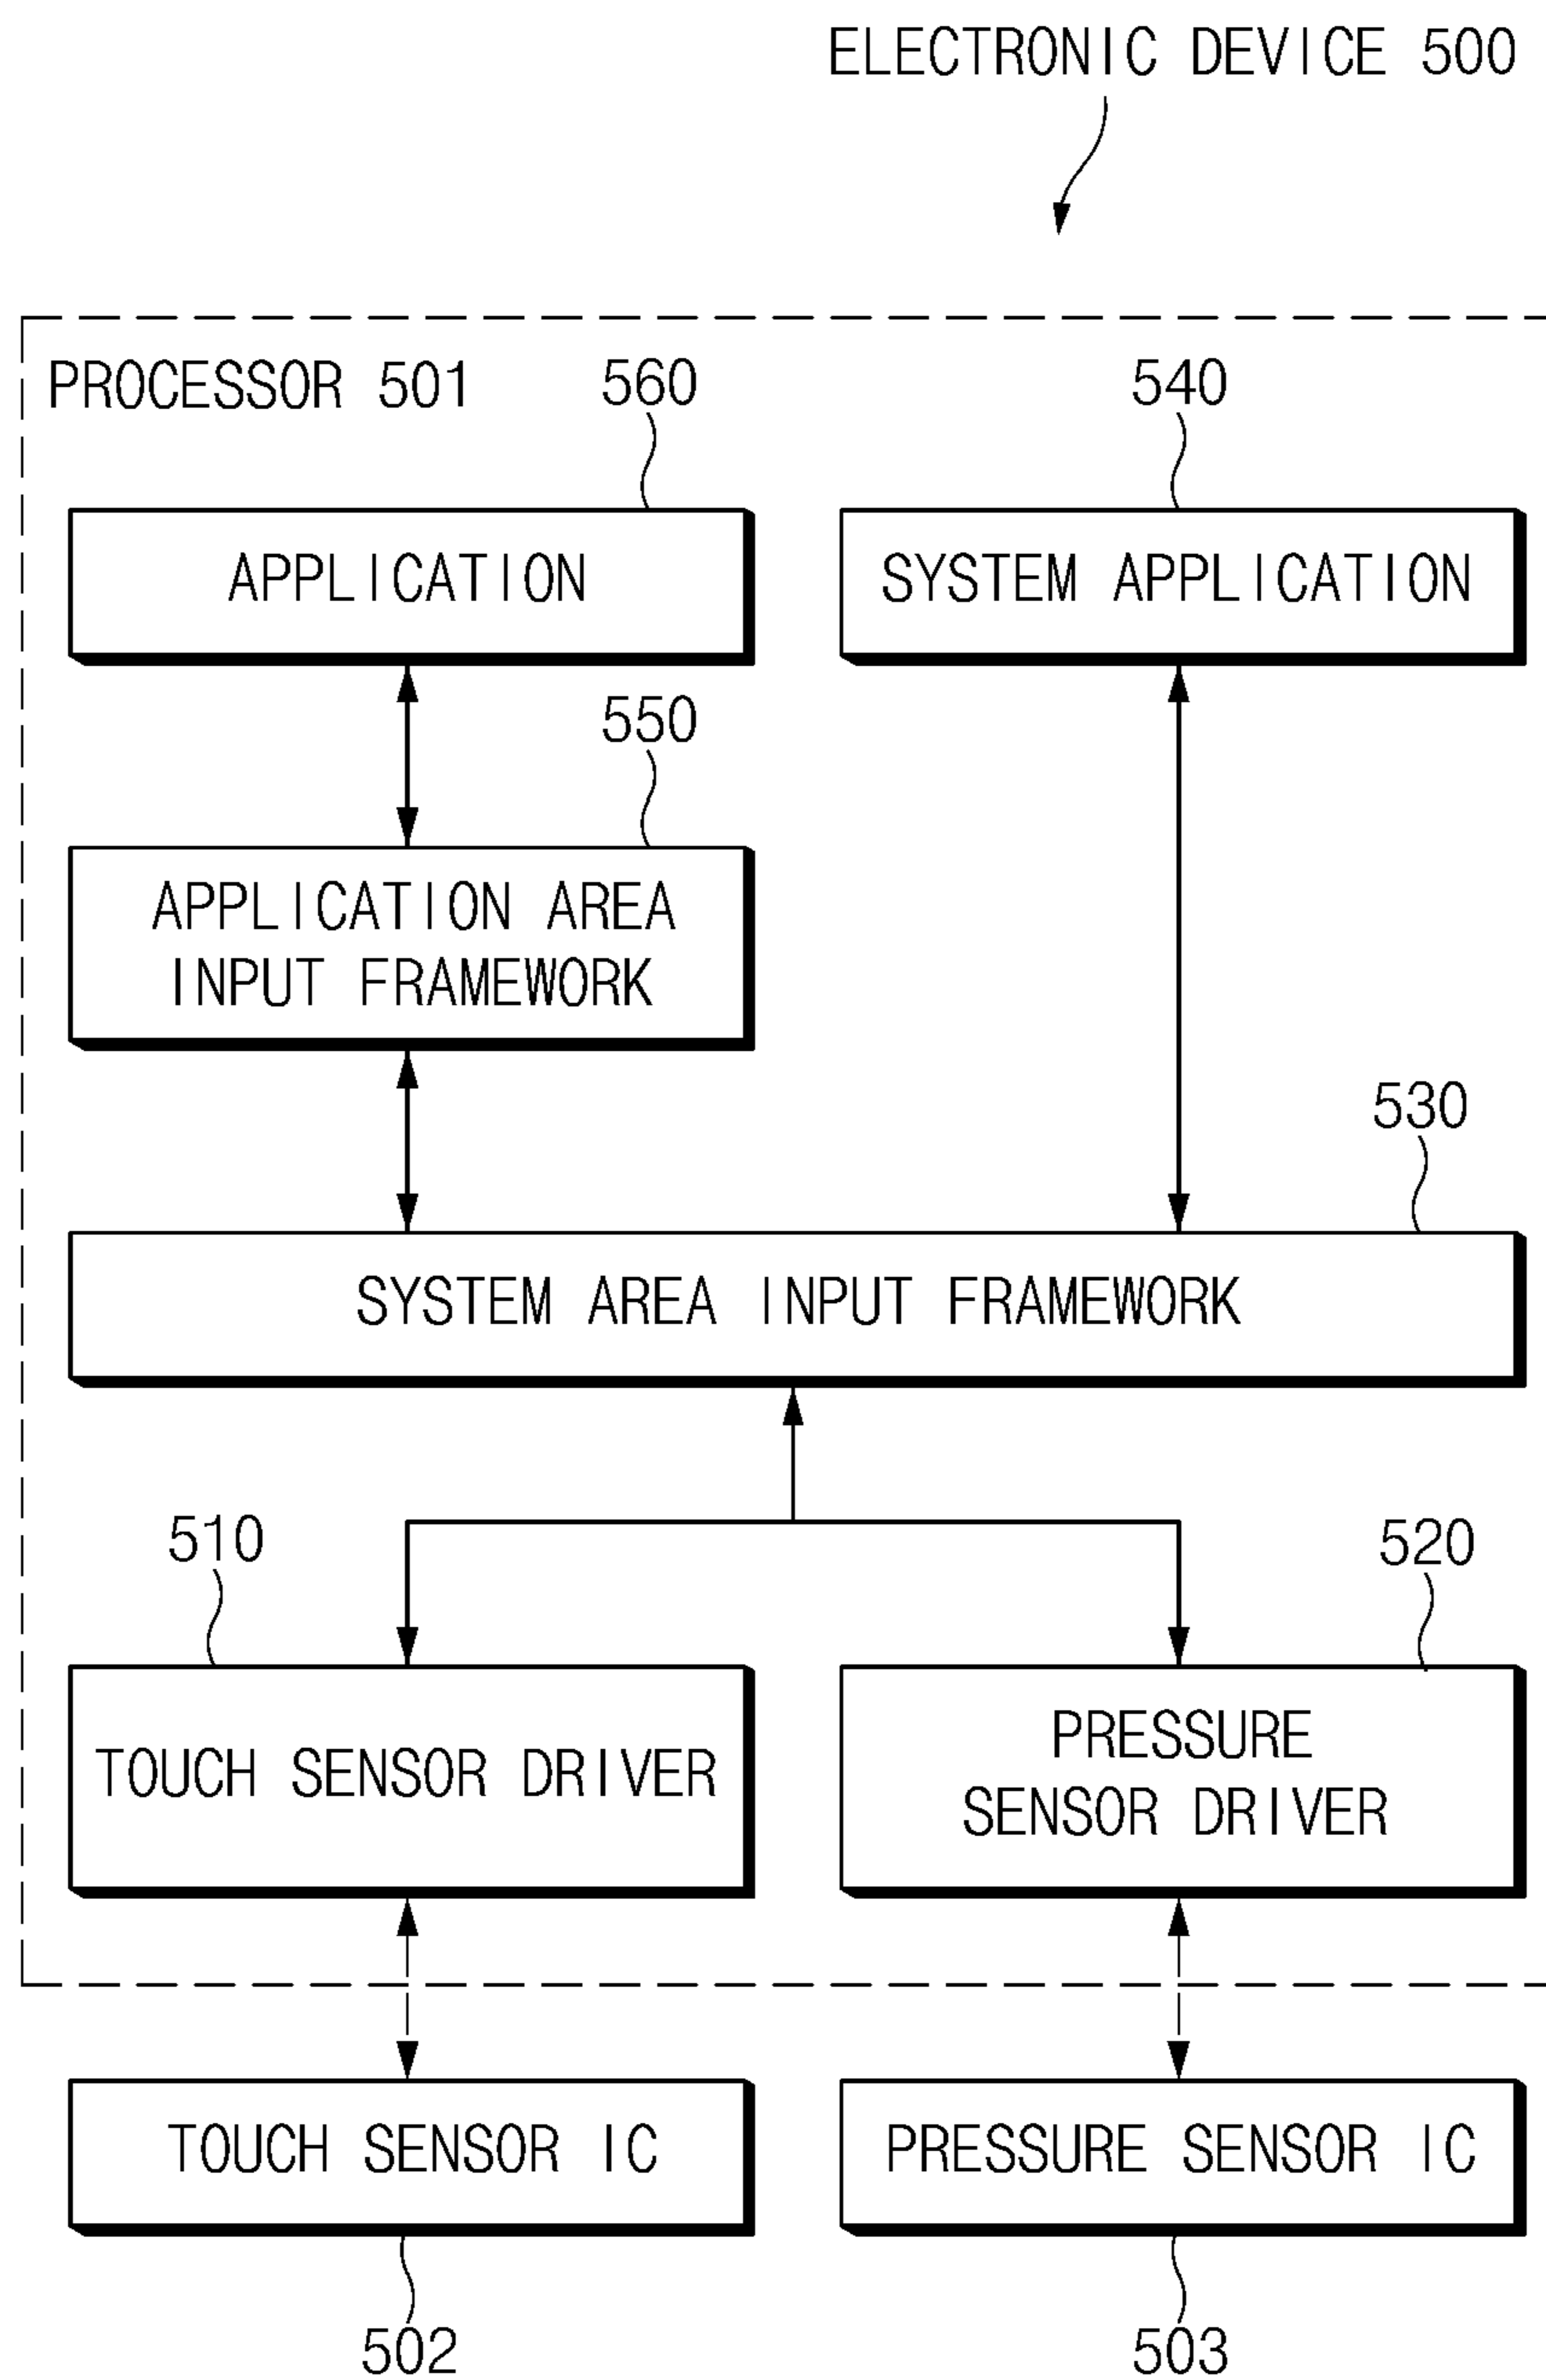 ELECTRONIC DEVICE 500
PROCESSOR 501
560
540
APPLICATION
SYSTEM APPLICATION
550
APPLICATION AREA
INPUT FRAMEWORK
530
SYSTEM AREA INPUT FRAMEWORK
510
520
TOUCH SENSOR DRIVER
PRESSURE
SENSOR DRIVER
TOUCH SENSOR IC
PRESSURE SENSOR IC
502
503